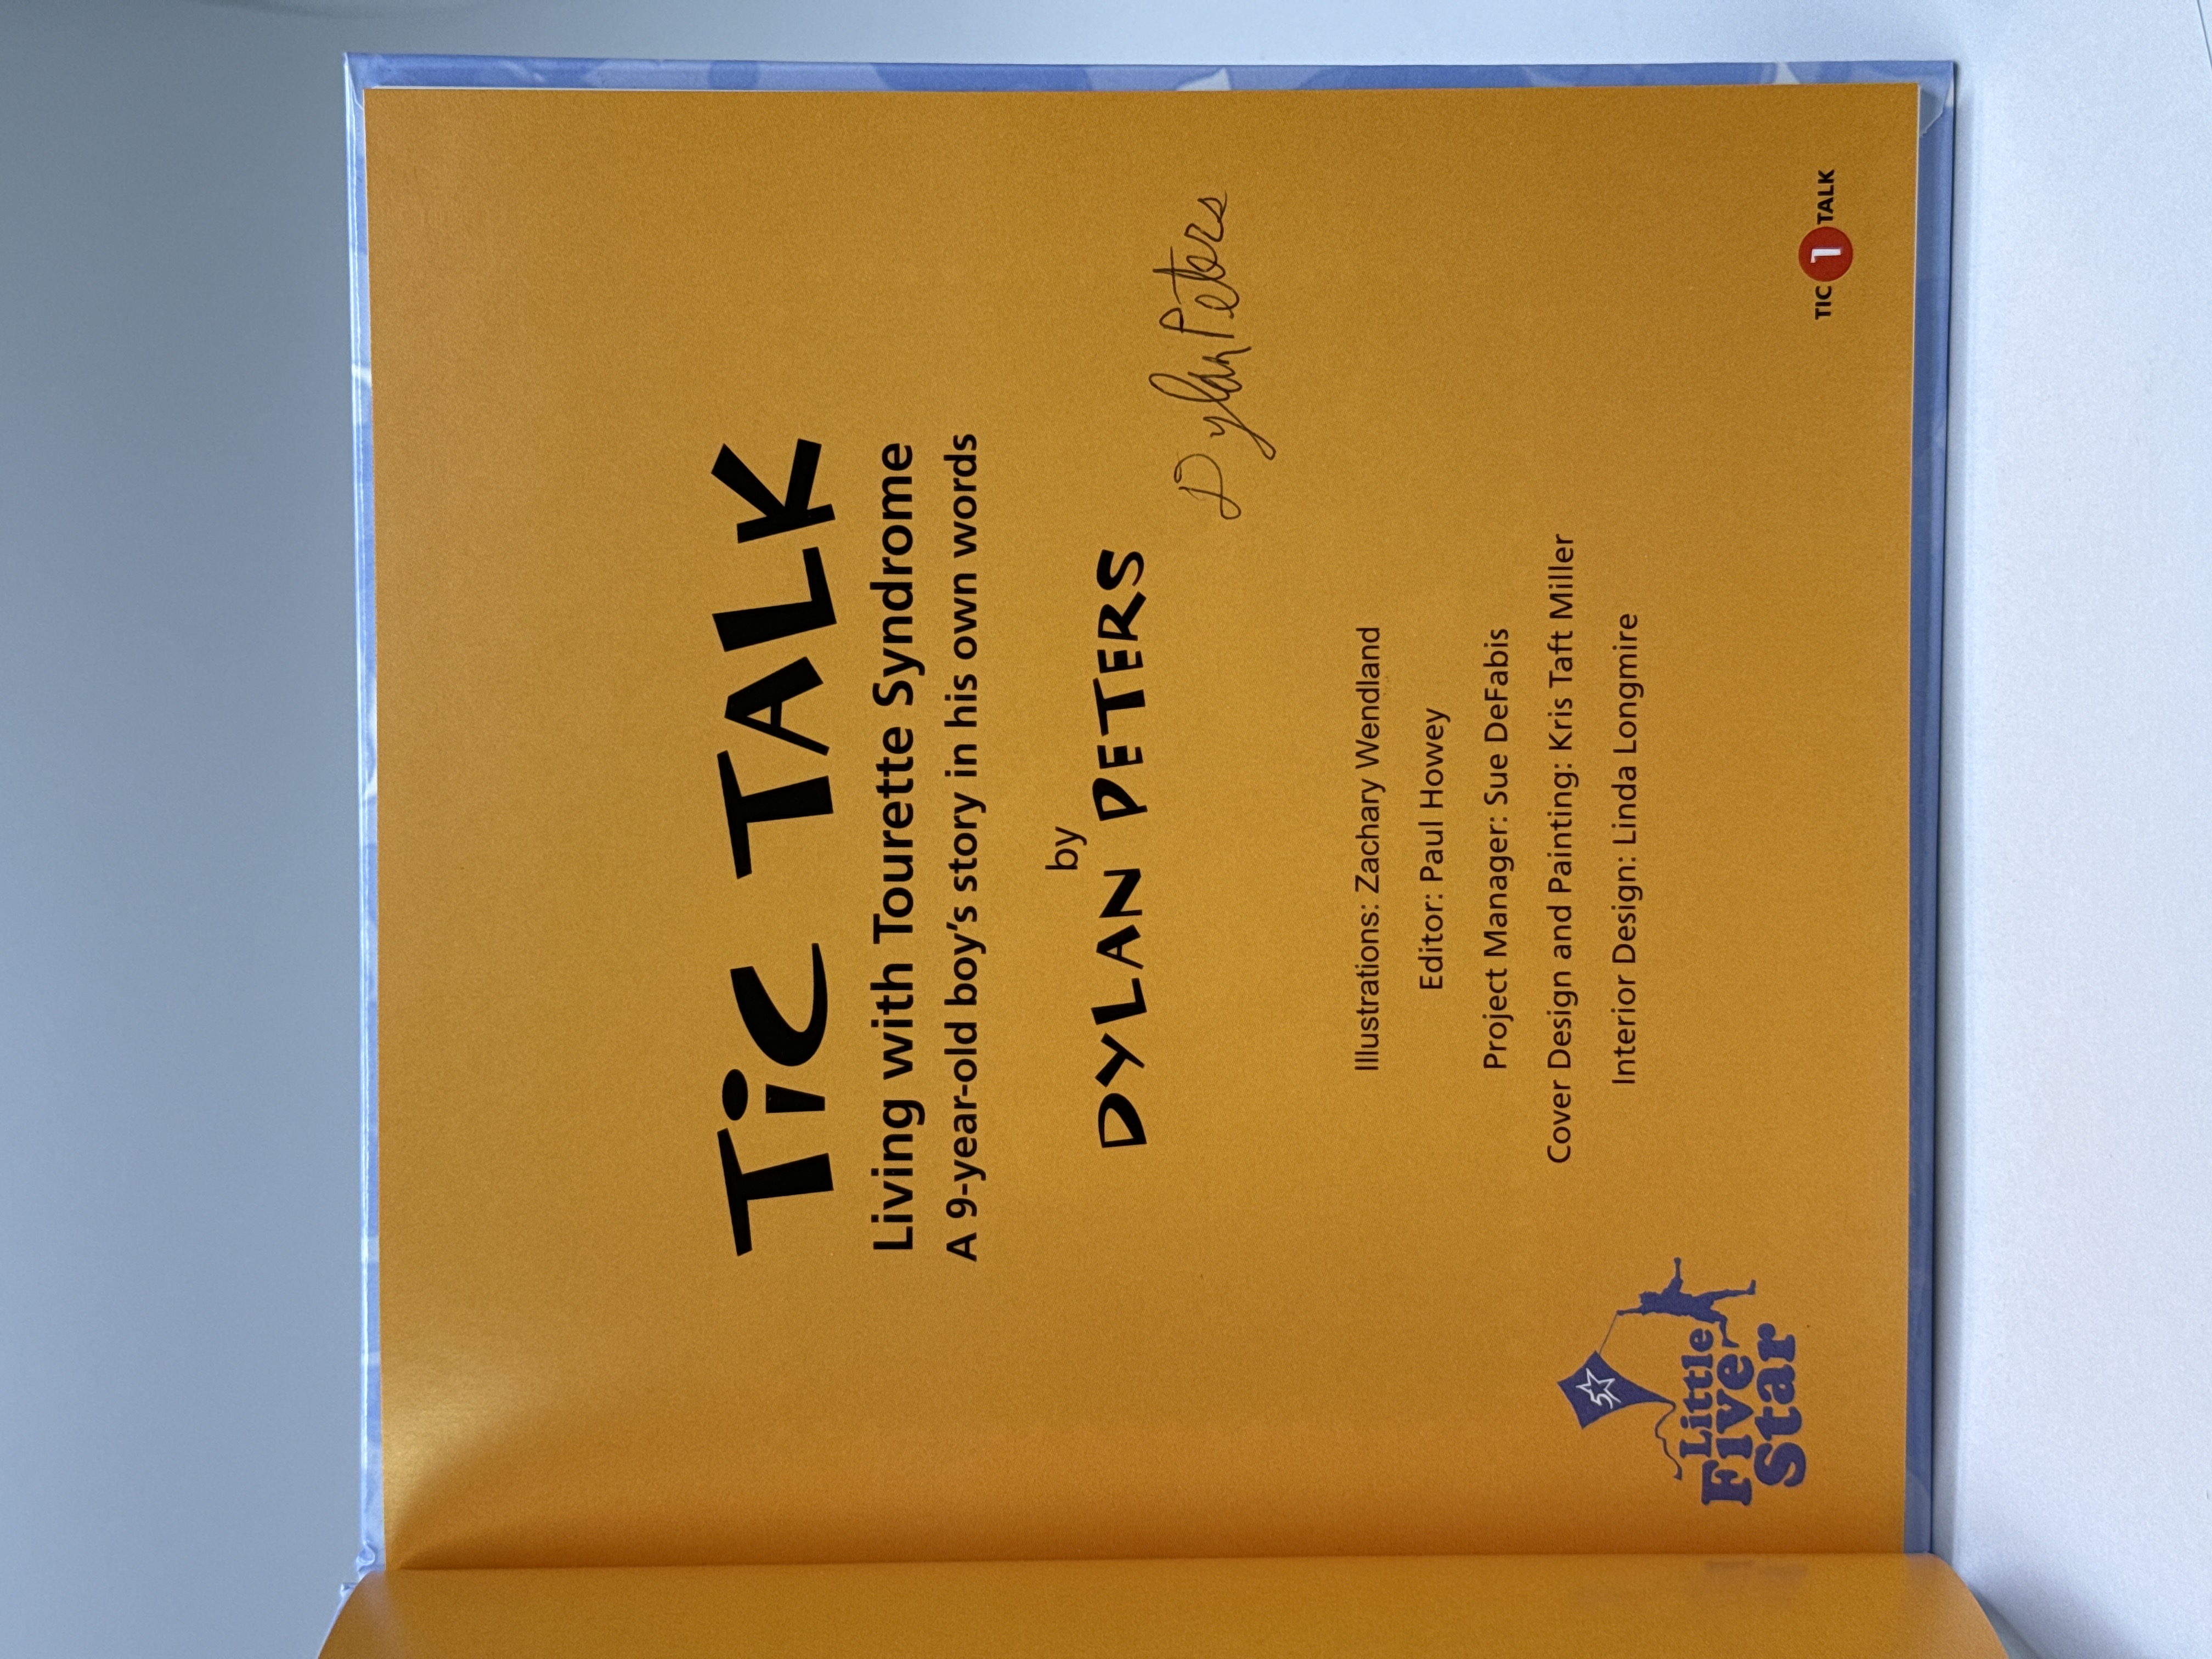 TiC TALK
Living with Tourette Syndrome
A 9-year-old boy's story in his own words
by
DYLAN PETERS
Dylan Peters
Illustrations: Zachary Wendland
Editor: Paul Howey
Project Manager: Sue DeFabis
Cover Design and Painting: Kris Taft Miller
Interior Design: Linda Longmire
5
Little
Five
Star
TIC 1 TALK